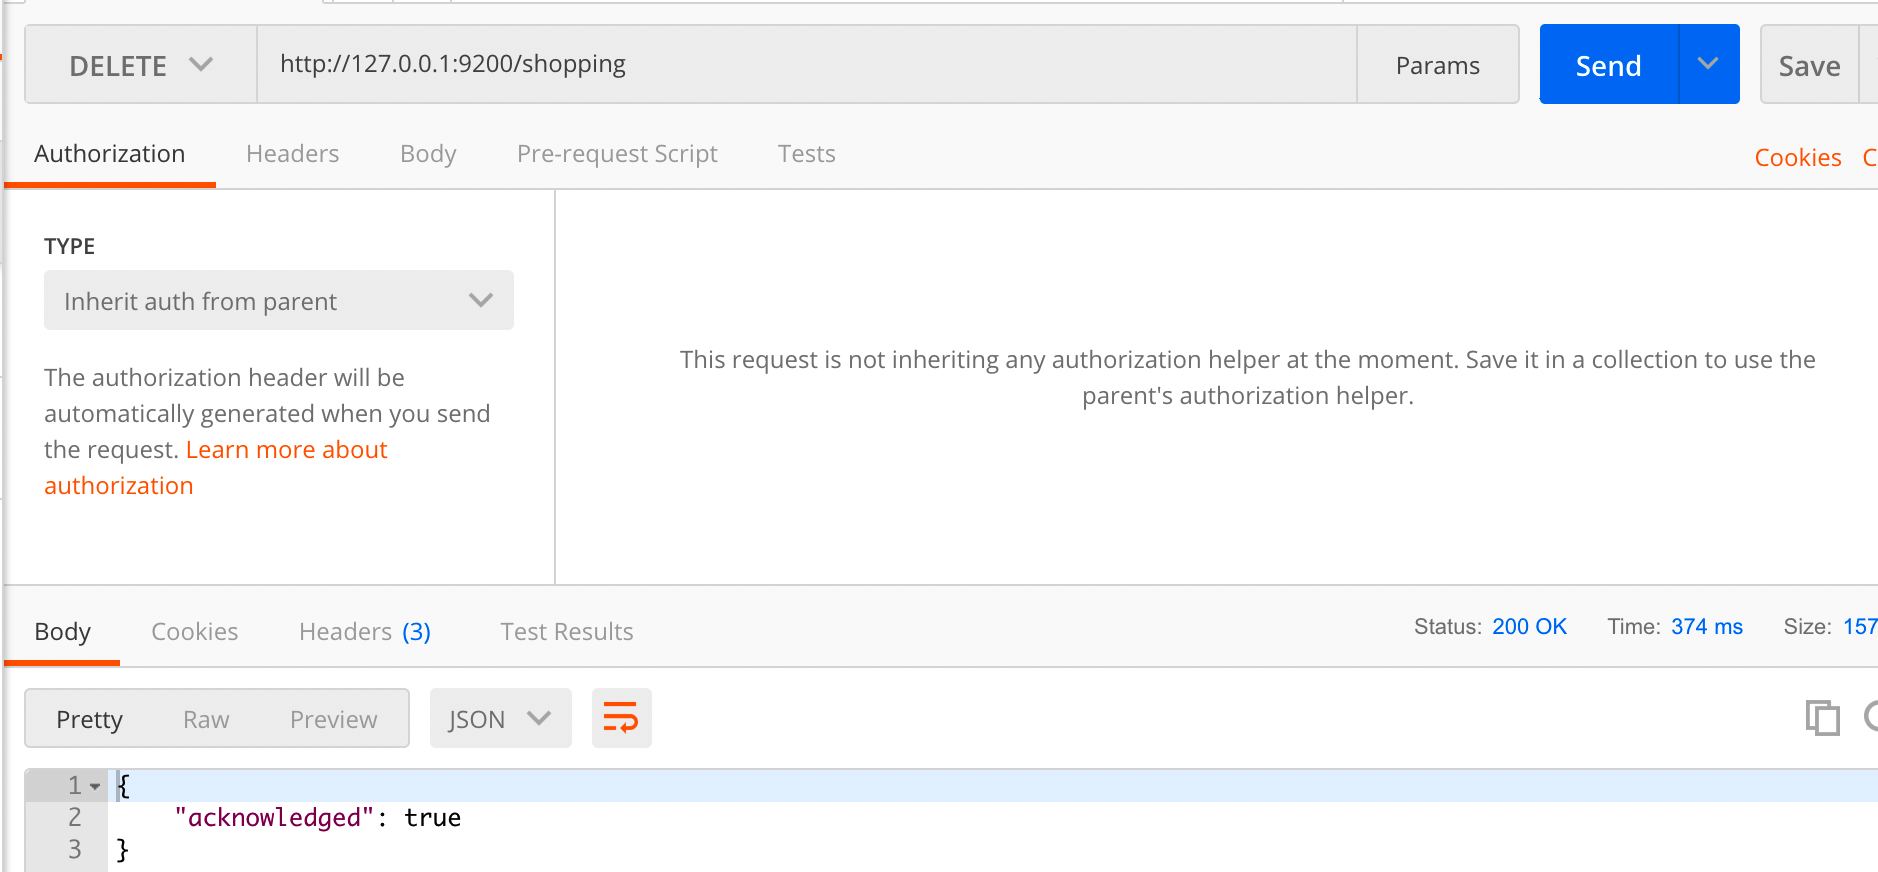 DELETE http://127.0.0.1:9200/shopping Params Send Save
Authorization Headers Body Pre-request Script Tests Cookies C
TYPE
Inherit auth from parent
The authorization header will be
automatically generated when you send
the request. Learn more about
authorization
This request is not inheriting any authorization helper at the moment. Save it in a collection to use the
parent's authorization helper.
Body Cookies Headers (3) Test Results Status: 200 OK Time: 374 ms Size: 157
Pretty Raw Preview JSON
1 {
2 "acknowledged": true
3 }